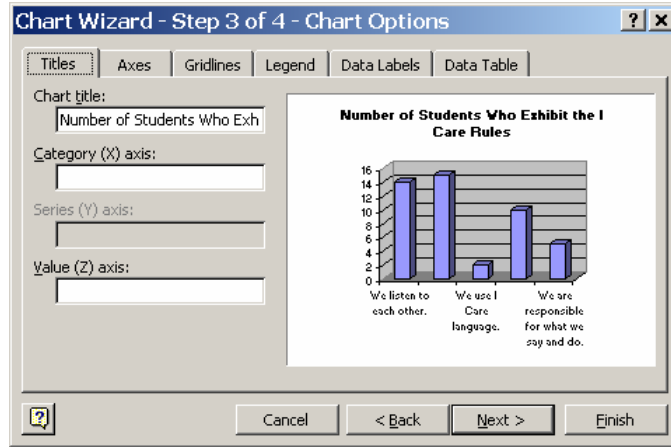 Chart Wizard - Step 3 of 4 - Chart Options
? x
Titles Axes Gridlines Legend Data Labels Data Table
Chart title:
Number of Students Who Exh
Category (X) axis:
Series (Y) axis:
Value (Z) axis:
Number of Students Who Exhibit the I
Care Rules
16
14
12
10
8
6
4
2
0
We listen to
each other.
We use I
Care
language.
We are
responsible
for what we
say and do.
?
Cancel < Back Next > Finish